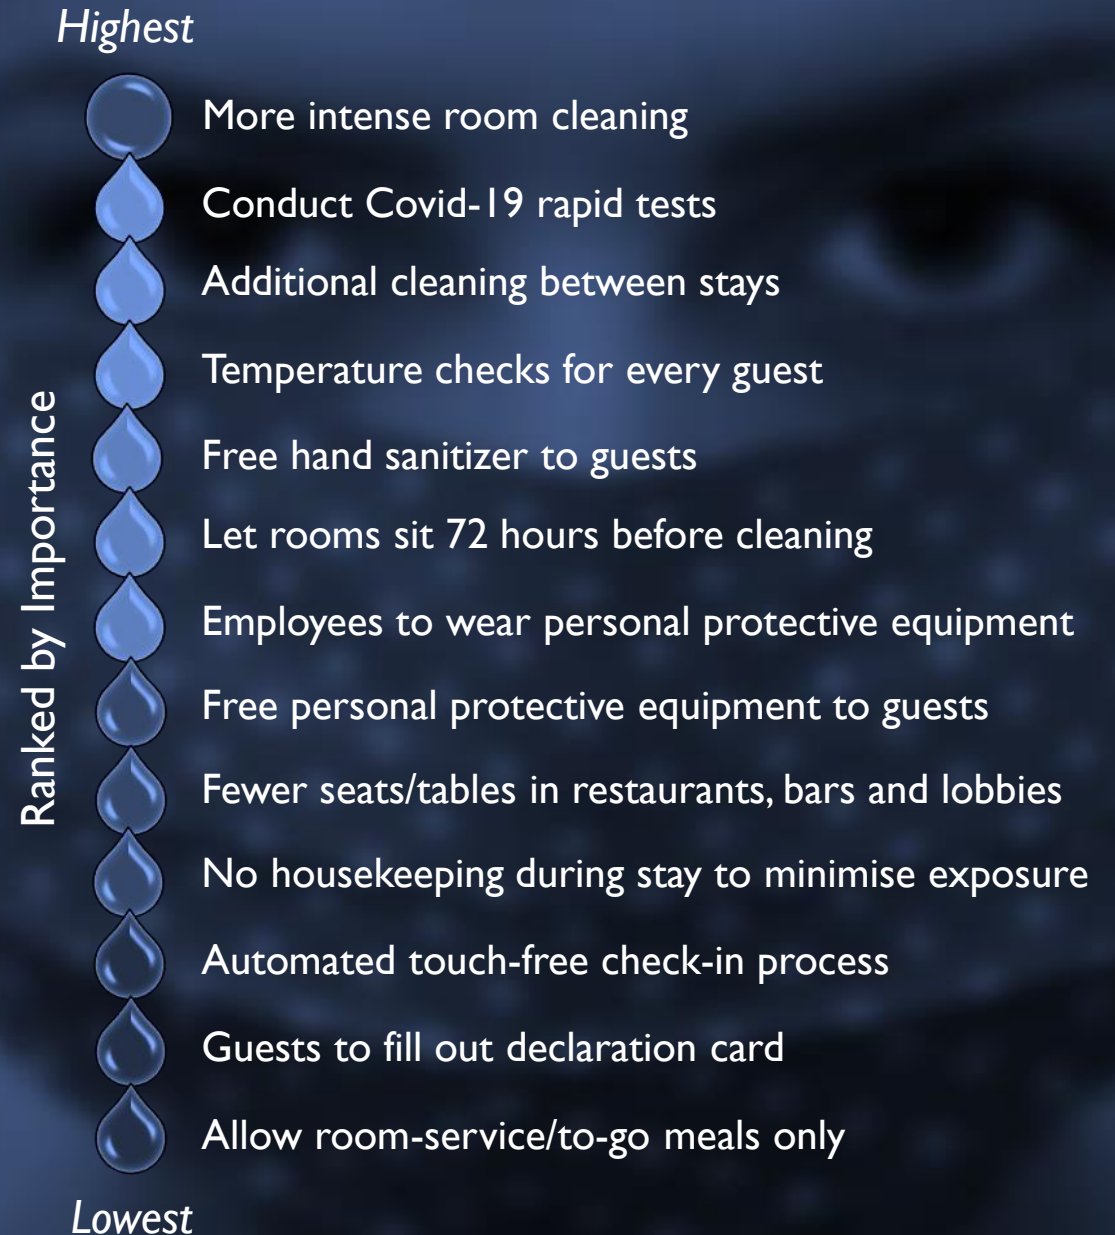 Highest
More intense room cleaning
Conduct Covid-19 rapid tests
Additional cleaning between stays
Temperature checks for every guest
Free hand sanitizer to guests
Let rooms sit 72 hours before cleaning
Employees to wear personal protective equipment
Free personal protective equipment to guests
Fewer seats/tables in restaurants, bars and lobbies
No housekeeping during stay to minimise exposure
Automated touch-free check-in process
Guests to fill out declaration card
Allow room-service/to-go meals only
Lowest
Ranked by Importance